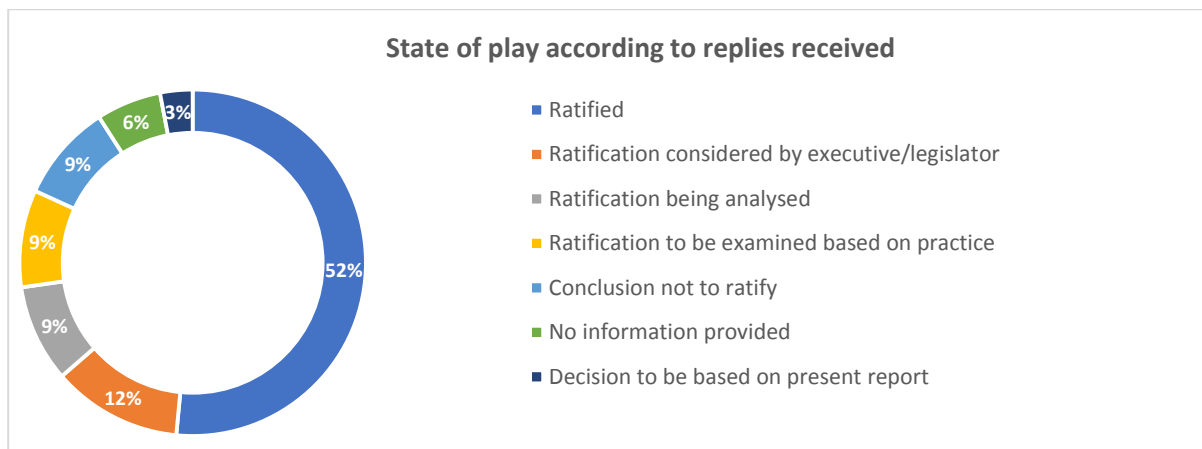 State of play according to replies received
Ratified
Ratification considered by executive/legislator
Ratification being analysed
Ratification to be examined based on practice
Conclusion not to ratify
No information provided
Decision to be based on present report
52%
12%
9%
9%
9%
6%
3%